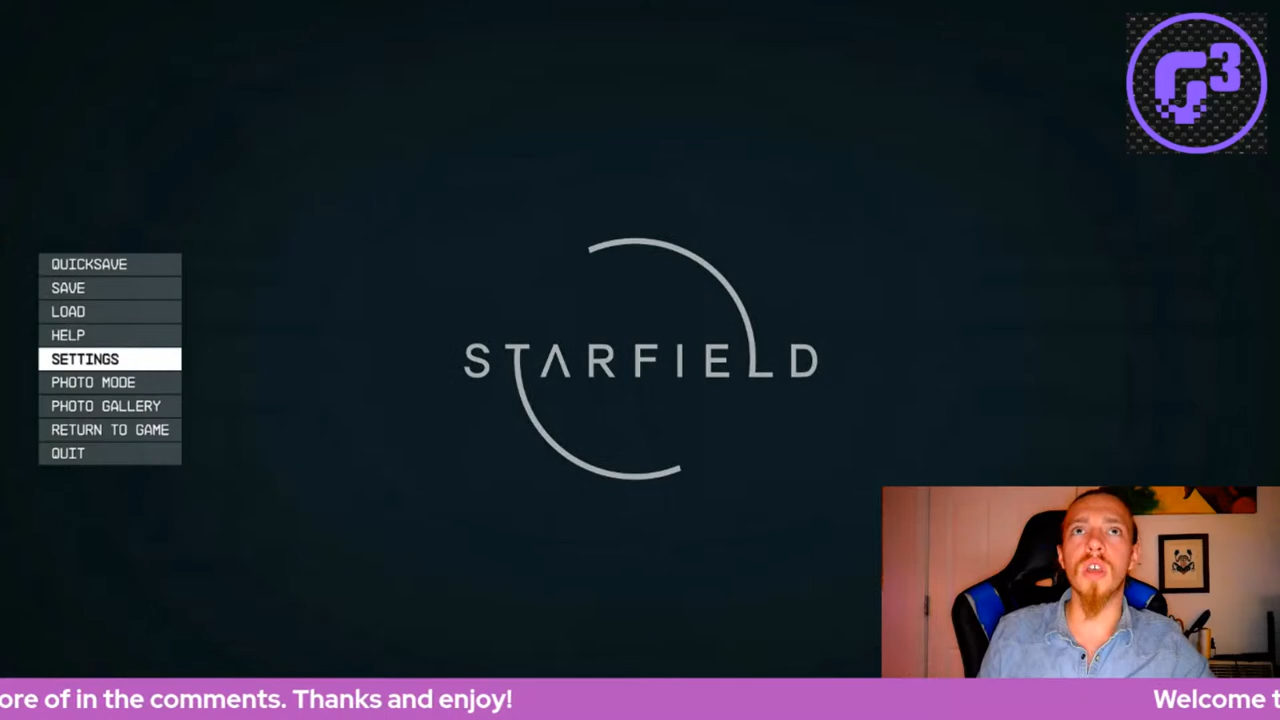 G3
QUICKSAVE
SAVE
LOAD
HELP
SETTINGS
PHOTO MODE
PHOTO GALLERY
RETURN TO GAME
QUIT
STARFIELD
ore of in the comments. Thanks and enjoy!
Welcome t